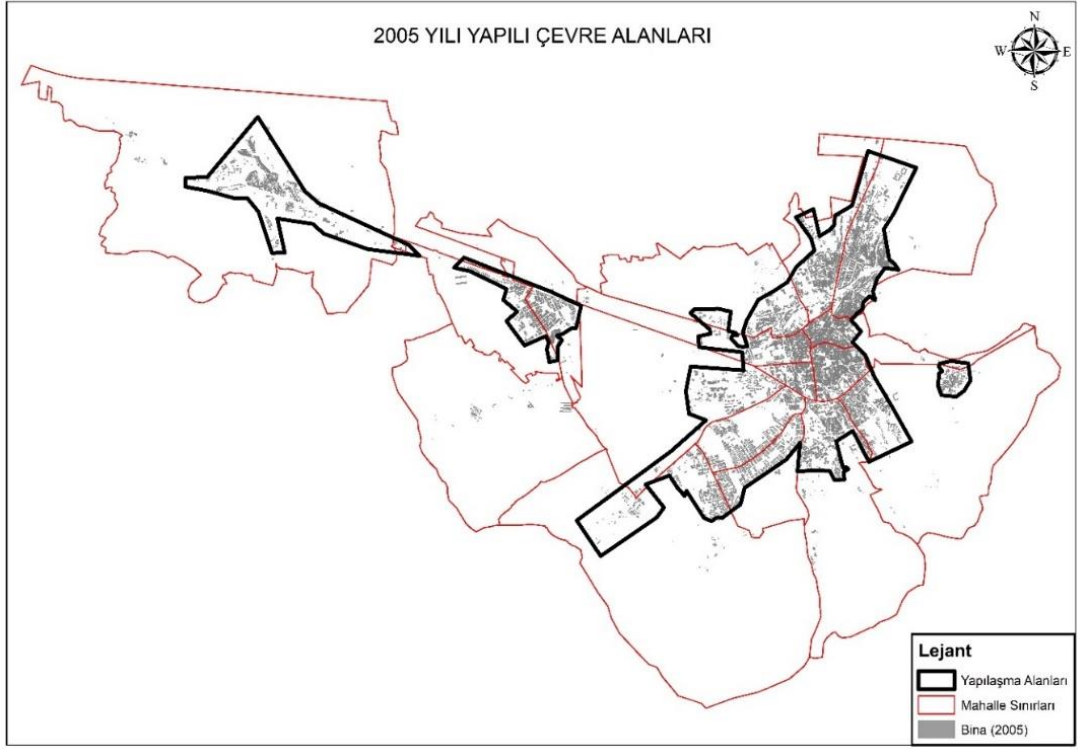 2005 YILI YAPILI ÇEVRE ALANLARI
N
W E
S
Lejant
Yapılaşma Alanları
Mahalle Sınırları
Bina (2005)